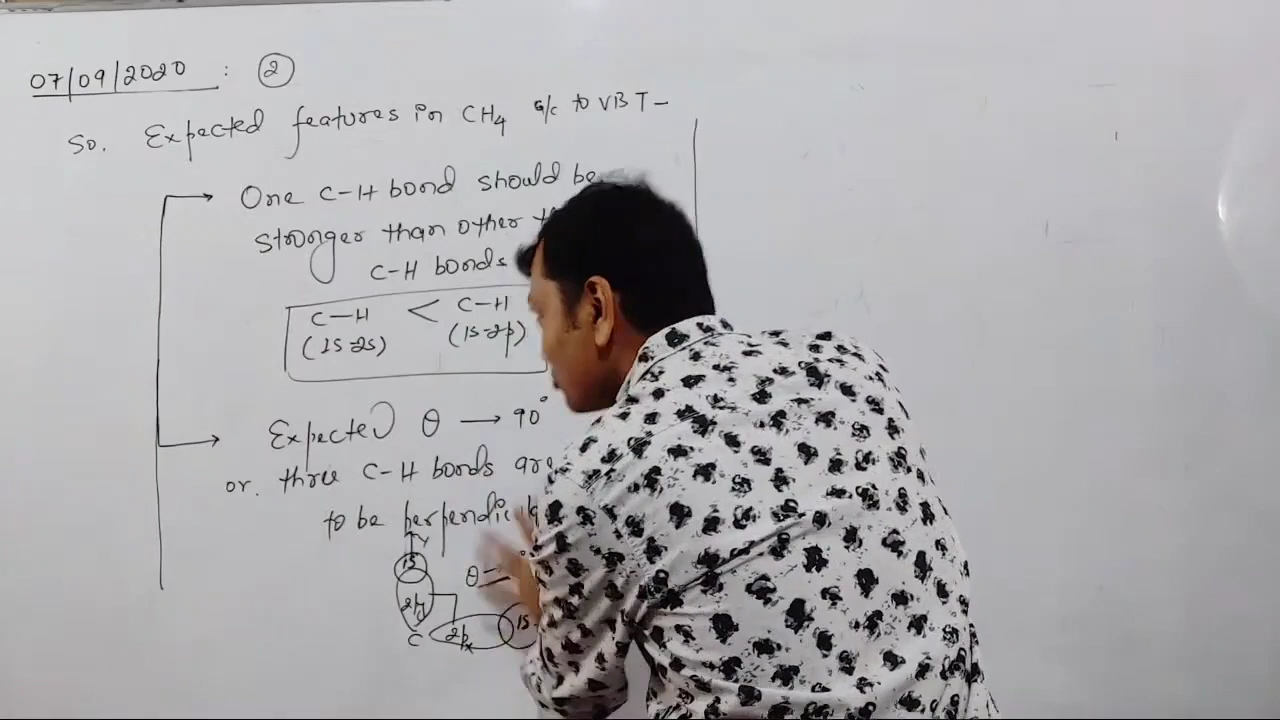 07/09/2020 : 2
So. Expected features in CH4 a/c to VBT-
One C-H bond should be
stronger than other
C-H bonds
C-H < C-H
(1s-2s) (1s-2p)
Expected θ → 90°
or. three C-H bonds are
to be
1s
θ =
2py
C 2px 1s